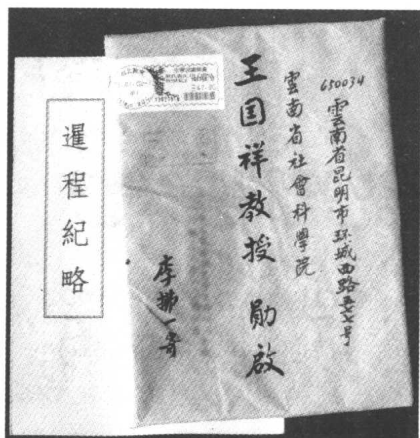 650034
雲南省昆明市环城西路五七七号
雲南省社會科學院
王国祥教授 勛啟
李拂一寄
暹程紀略